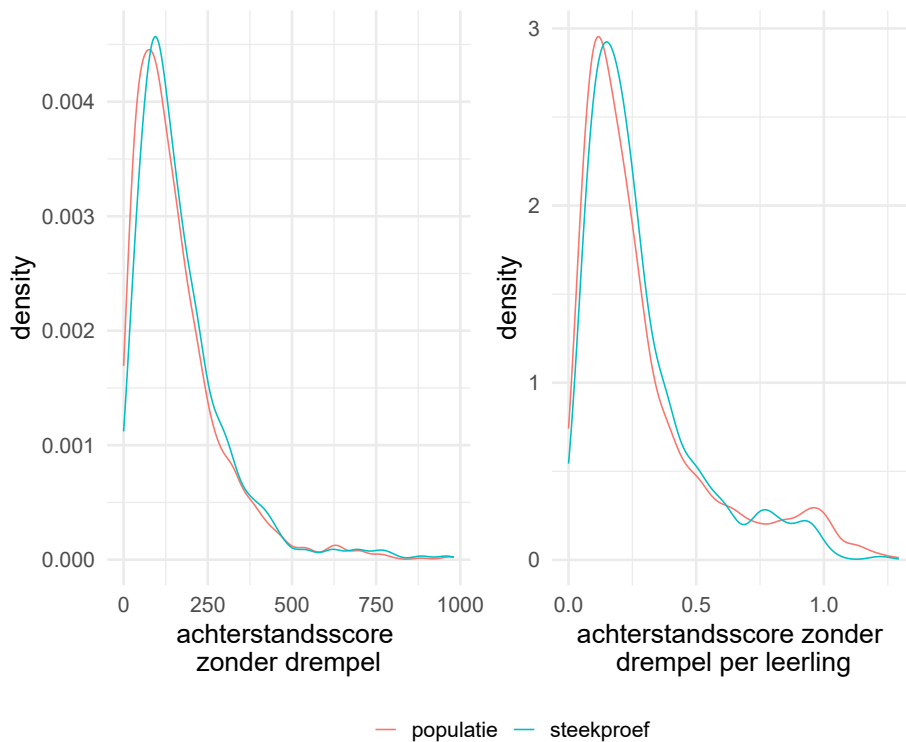 density
0.004
0.003
0.002
0.001
0.000
0 250 500 750 1000
achterstandsscore
zonder drempel
density
3
2
1
0
0.0 0.5 1.0
achterstandsscore zonder
drempel per leerling
populatie steekproef